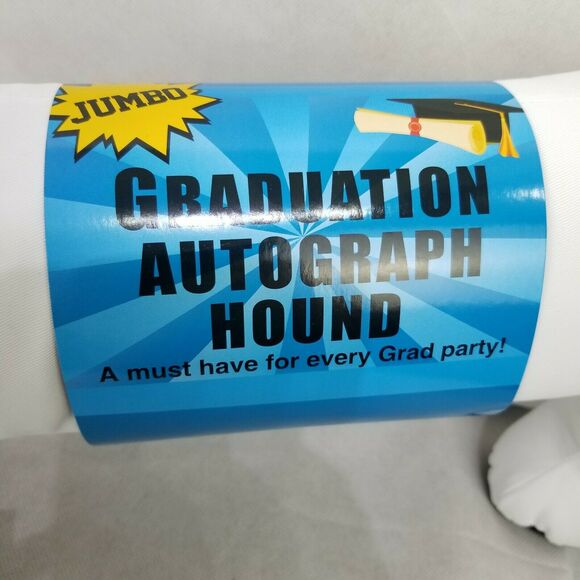 JUMBO
GRADUATION
AUTOGRAPH
HOUND
A must have for every Grad party!